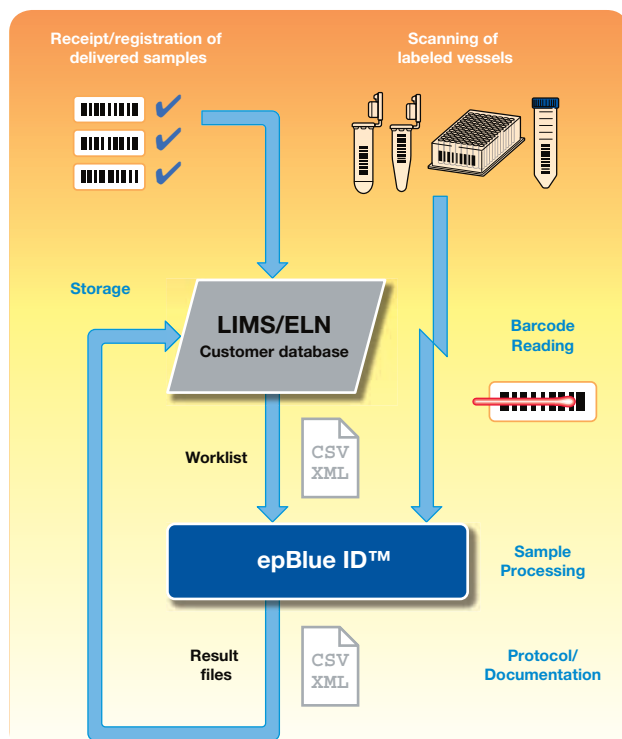 Receipt/registration of
delivered samples
Scanning of
labeled vessels
Storage
LIMS/ELN
Customer database
Barcode
Reading
Worklist
CSV
XML
epBlue ID™
Sample
Processing
Result
files
CSV
XML
Protocol/
Documentation